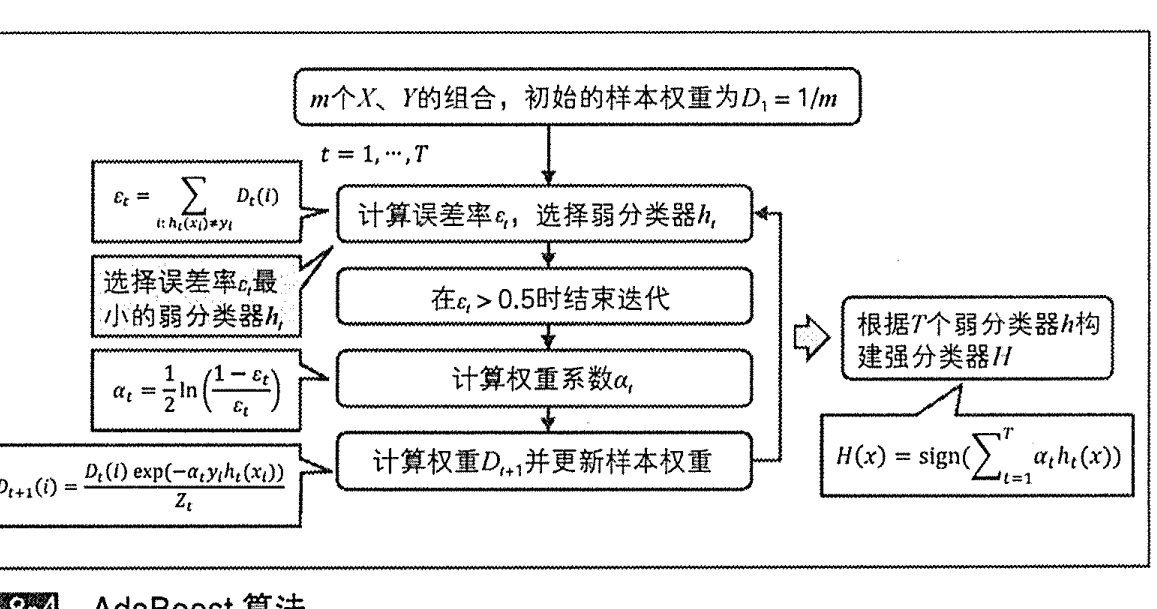 m个X、Y的组合，初始的样本权重为D₁ = 1/m
t = 1, ⋯, T
εₜ = ∑ Dₜ(i)
i: hₜ(xᵢ)≠yᵢ
计算误差率εₜ，选择弱分类器hₜ
选择误差率εₜ最
小的弱分类器hₜ
在εₜ > 0.5时结束迭代
αₜ = 1/2 ln((1 − εₜ)/εₜ)
计算权重系数αₜ
Dₜ₊₁(i) = Dₜ(i) exp(−αₜyᵢhₜ(xᵢ)) / Zₜ
计算权重Dₜ₊₁并更新样本权重
根据T个弱分类器h构
建强分类器H
H(x) = sign(∑ᵀₜ₌₁ αₜhₜ(x))
AdaBoost 算法